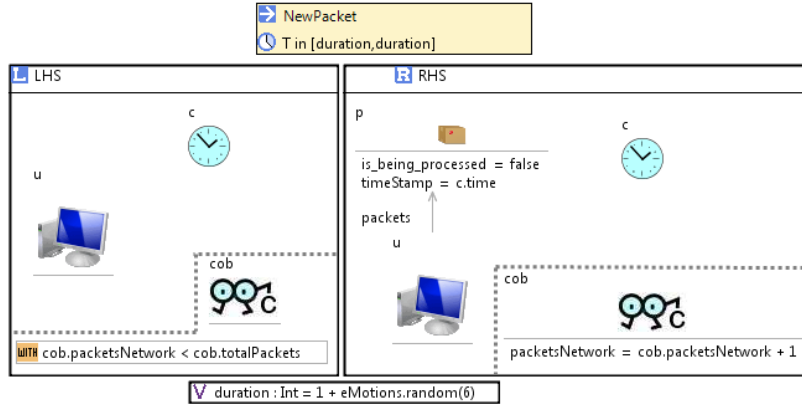 NewPacket
T in [duration,duration]
L LHS
c
u
cob
WITH cob.packetsNetwork < cob.totalPackets
R RHS
p
is_being_processed = false
timeStamp = c.time
packets
u
c
cob
packetsNetwork = cob.packetsNetwork + 1
V duration : Int = 1 + eMotions.random(6)